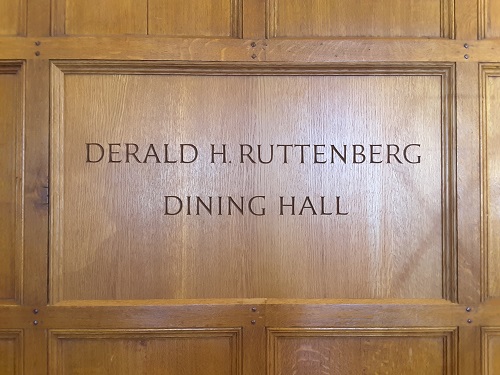 DERALD H. RUTTENBERG
DINING HALL